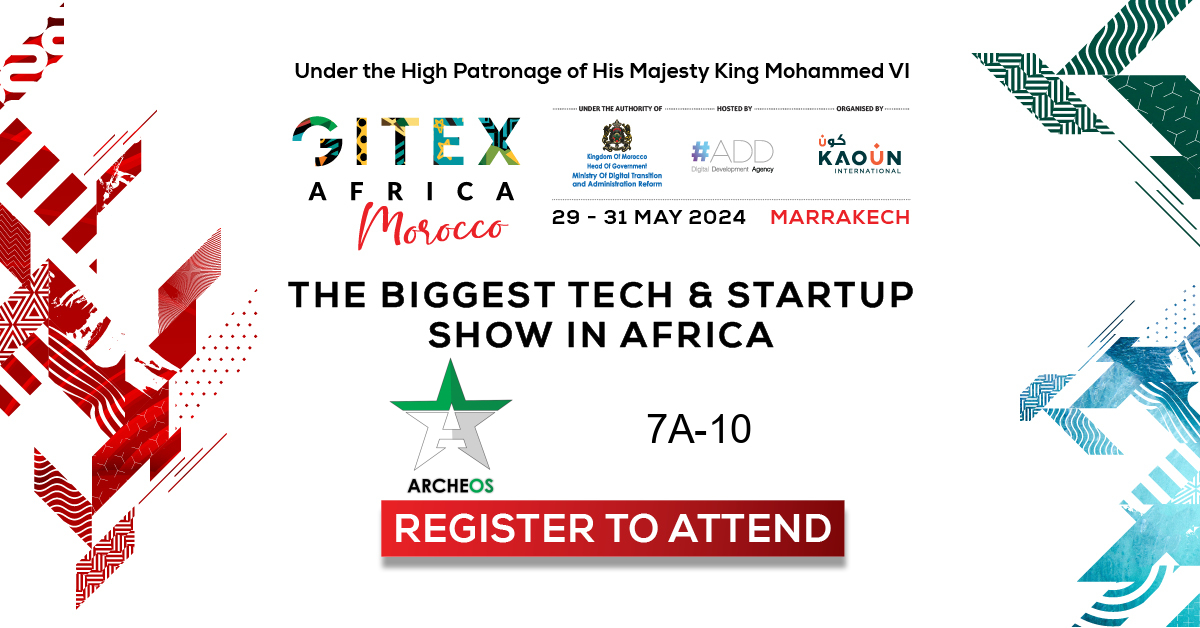 Under the High Patronage of His Majesty King Mohammed VI
GITEX
AFRICA
Morocco
UNDER THE AUTHORITY OF
HOSTED BY
ORGANISED BY
Kingdom Of Morocco
Head Of Government
Ministry Of Digital Transition
and Administration Reform
#ADD
Digital Development Agency
كون
KAOUN
INTERNATIONAL
29 - 31 MAY 2024 MARRAKECH
THE BIGGEST TECH & STARTUP
SHOW IN AFRICA
A
ARCHEOS
7A-10
REGISTER TO ATTEND